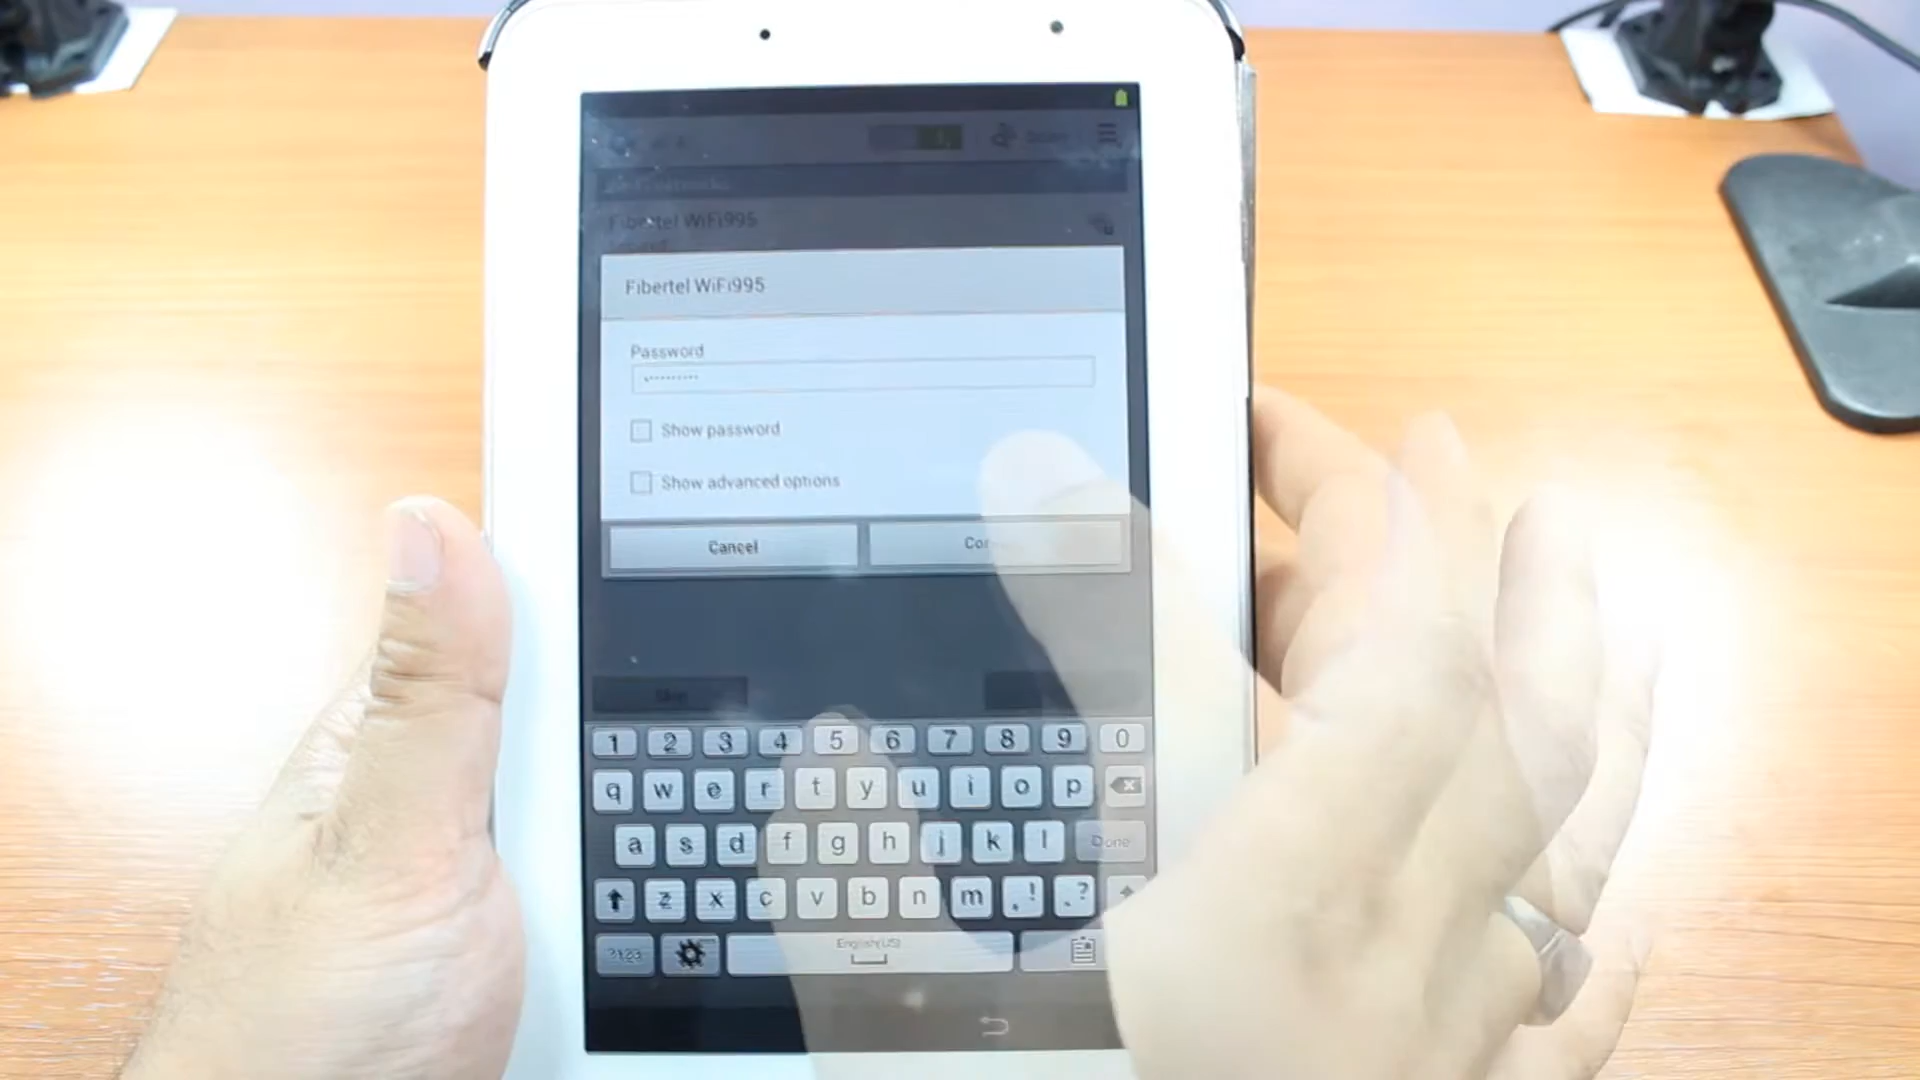 Fibertel WiFi995
Fibertel WiFi995
Password
Show password
Show advanced options
Cancel
Skip
1 2 3 4 5 6 7 8 9 0
q w e r t y u i o p
a s d f g h j k l Done
z x c v b n m , ! . ?
?123 English(US)